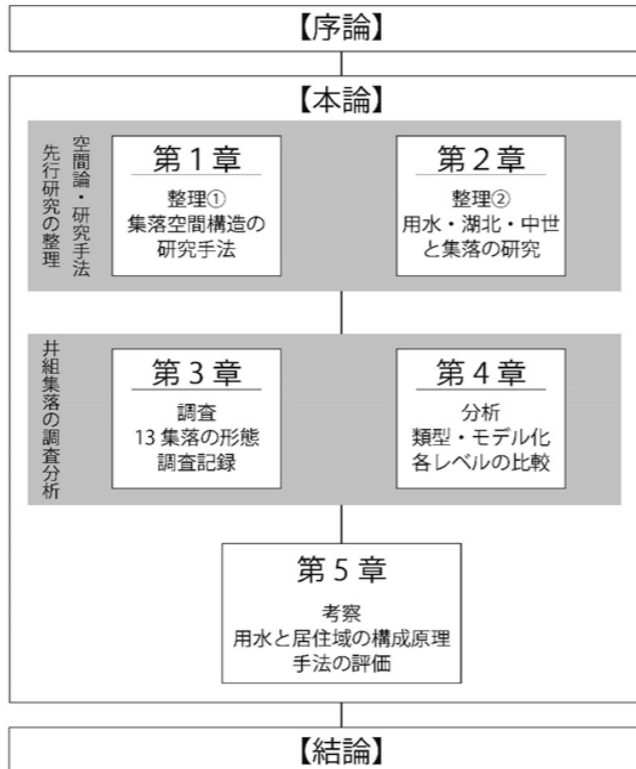 【序論】
【本論】
空間論・研究手法
先行研究の整理
第1章
整理①
集落空間構造の
研究手法
第2章
整理②
用水・湖北・中世
と集落の研究
井組集落の調査分析
第3章
調査
13集落の形態
調査記録
第4章
分析
類型・モデル化
各レベルの比較
第5章
考察
用水と居住域の構成原理
手法の評価
【結論】